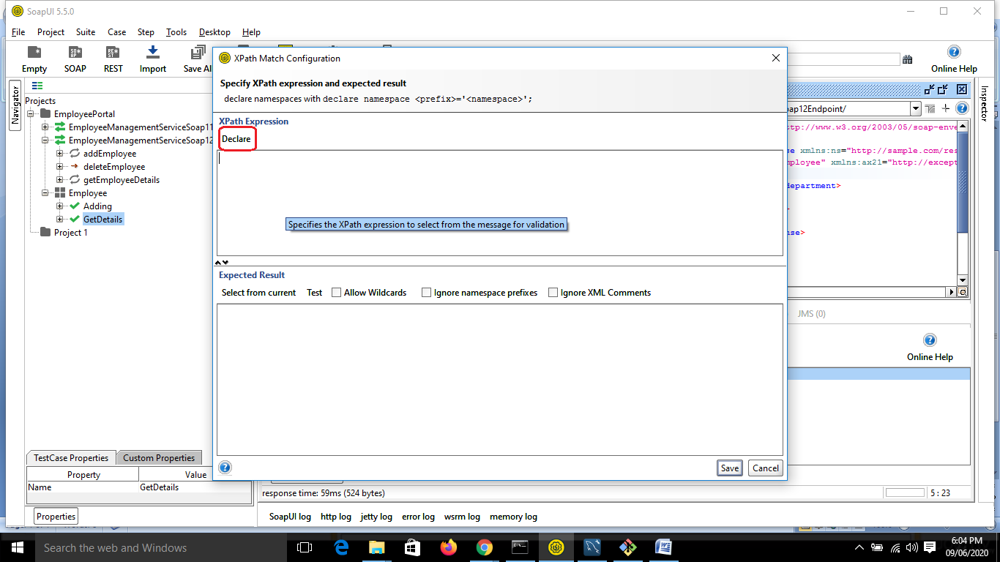 SoapUI 5.5.0
File Project Suite Case Step Tools Desktop Help
Empty SOAP REST Import Save Al
Online Help
XPath Match Configuration
Specify XPath expression and expected result
declare namespaces with declare namespace <prefix>='<namespace>';
XPath Expression
Declare
Specifies the XPath expression to select from the message for validation
Expected Result
Select from current Test Allow Wildcards Ignore namespace prefixes Ignore XML Comments
Save Cancel
Navigator
Projects
EmployeePortal
EmployeeManagementServiceSoap11
EmployeeManagementServiceSoap12
addEmployee
deleteEmployee
getEmployeeDetails
Employee
Adding
GetDetails
Project 1
Inspector
oap12Endpoint/
ttp://www.w3.org/2003/05/soap-enve
se xmlns:ns="http://sample.com/res
mployee" xmlns:ax21="http://except
department>
>
nse>
JMS (0)
Online Help
TestCase Properties Custom Properties
Property Value
Name GetDetails
Properties
response time: 59ms (524 bytes)
5 : 23
SoapUI log http log jetty log error log wsrm log memory log
Search the web and Windows
6:04 PM
09/06/2020